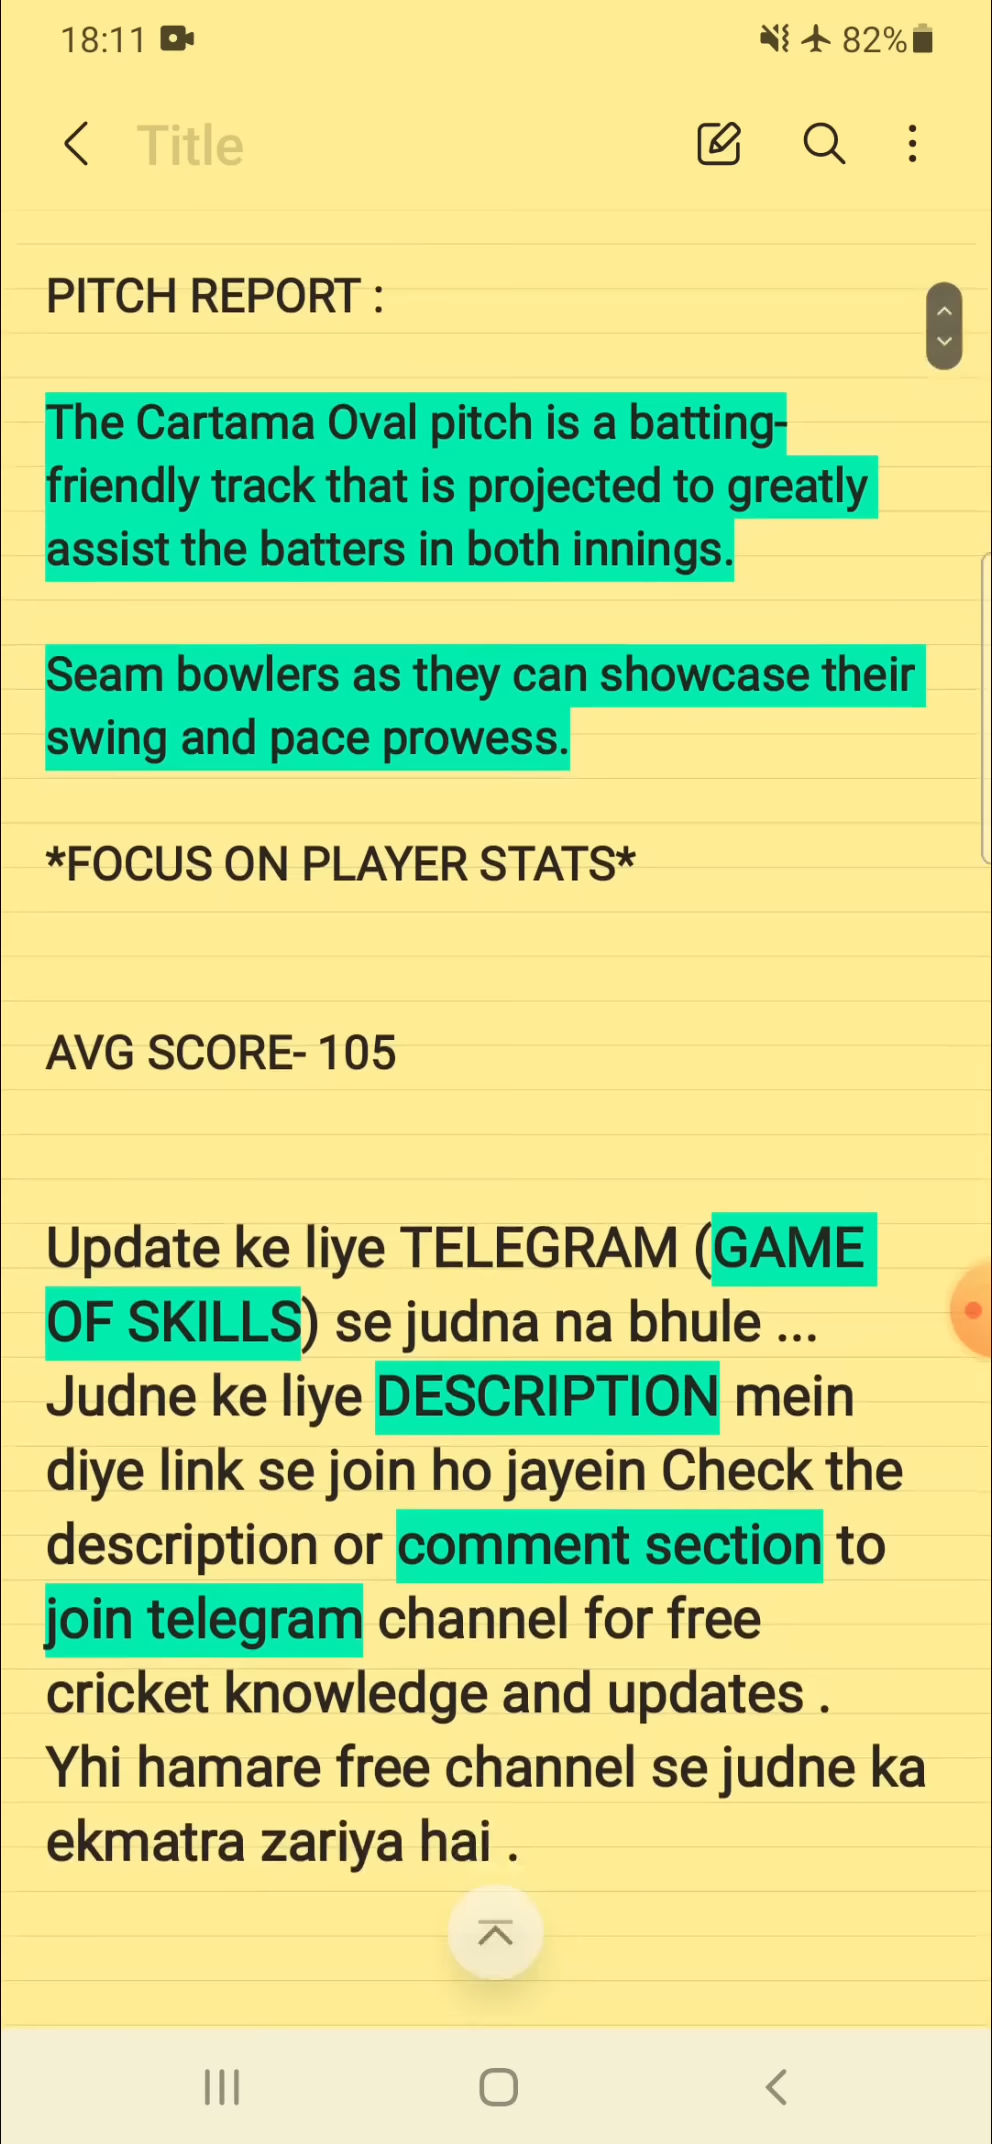 18:11 82%
Title
PITCH REPORT :
The Cartama Oval pitch is a batting-
friendly track that is projected to greatly
assist the batters in both innings.
Seam bowlers as they can showcase their
swing and pace prowess.
*FOCUS ON PLAYER STATS*
AVG SCORE- 105
Update ke liye TELEGRAM (GAME
OF SKILLS) se judna na bhule ...
Judne ke liye DESCRIPTION mein
diye link se join ho jayein Check the
description or comment section to
join telegram channel for free
cricket knowledge and updates .
Yhi hamare free channel se judne ka
ekmatra zariya hai .